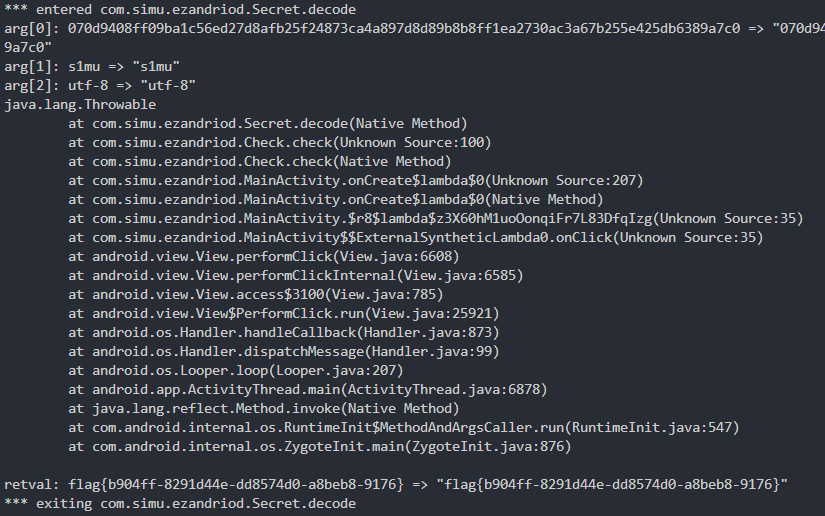 *** entered com.simu.ezandriod.Secret.decode
arg[0]: 070d9408ff09ba1c56ed27d8afb25f24873ca4a897d8d89b8b8ff1ea2730ac3a67b255e425db6389a7c0 => "070d94
9a7c0"
arg[1]: s1mu => "s1mu"
arg[2]: utf-8 => "utf-8"
java.lang.Throwable
at com.simu.ezandriod.Secret.decode(Native Method)
at com.simu.ezandriod.Check.check(Unknown Source:100)
at com.simu.ezandriod.Check.check(Native Method)
at com.simu.ezandriod.MainActivity.onCreate$lambda$0(Unknown Source:207)
at com.simu.ezandriod.MainActivity.onCreate$lambda$0(Native Method)
at com.simu.ezandriod.MainActivity.$r8$lambda$z3X60hM1uoOonqiFr7L83DfqIzg(Unknown Source:35)
at com.simu.ezandriod.MainActivity$$ExternalSyntheticLambda0.onClick(Unknown Source:35)
at android.view.View.performClick(View.java:6608)
at android.view.View.performClickInternal(View.java:6585)
at android.view.View.access$3100(View.java:785)
at android.view.View$PerformClick.run(View.java:25921)
at android.os.Handler.handleCallback(Handler.java:873)
at android.os.Handler.dispatchMessage(Handler.java:99)
at android.os.Looper.loop(Looper.java:207)
at android.app.ActivityThread.main(ActivityThread.java:6878)
at java.lang.reflect.Method.invoke(Native Method)
at com.android.internal.os.RuntimeInit$MethodAndArgsCaller.run(RuntimeInit.java:547)
at com.android.internal.os.ZygoteInit.main(ZygoteInit.java:876)
retval: flag{b904ff-8291d44e-dd8574d0-a8beb8-9176} => "flag{b904ff-8291d44e-dd8574d0-a8beb8-9176}"
*** exiting com.simu.ezandriod.Secret.decode